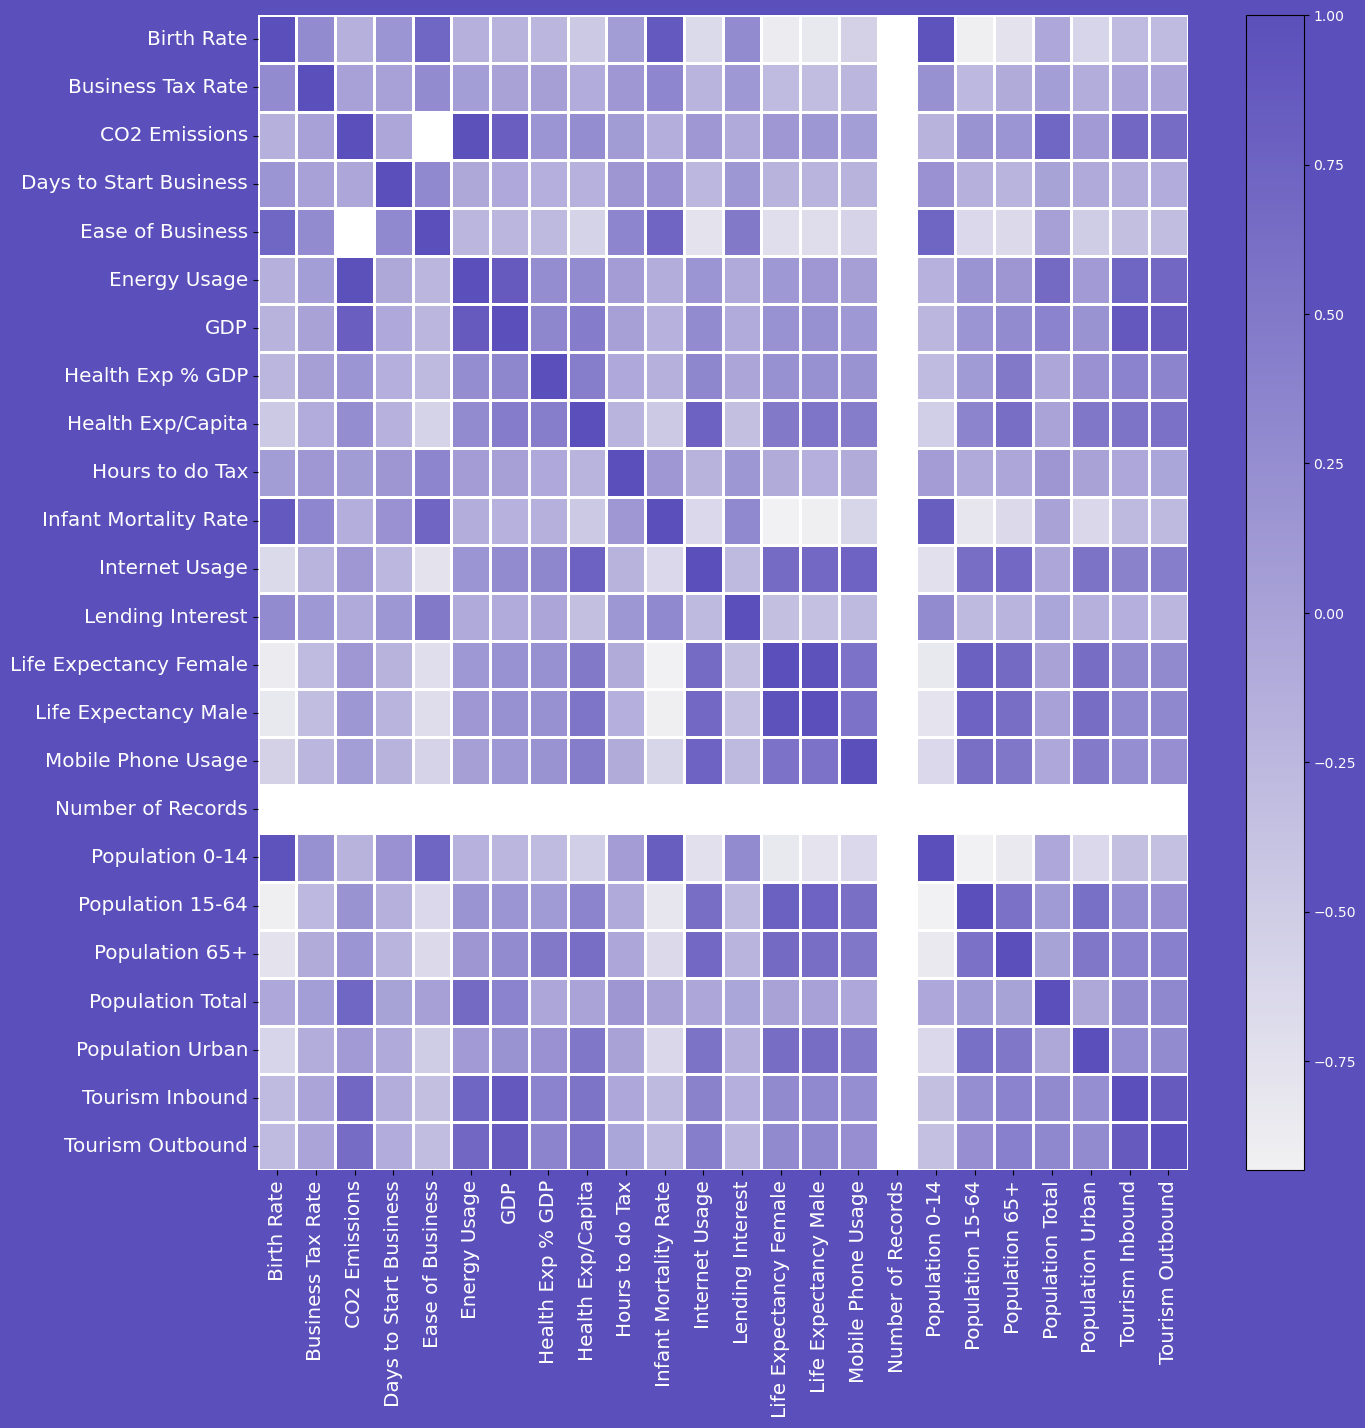 Birth Rate
Business Tax Rate
CO2 Emissions
Days to Start Business
Ease of Business
Energy Usage
GDP
Health Exp % GDP
Health Exp/Capita
Hours to do Tax
Infant Mortality Rate
Internet Usage
Lending Interest
Life Expectancy Female
Life Expectancy Male
Mobile Phone Usage
Number of Records
Population 0-14
Population 15-64
Population 65+
Population Total
Population Urban
Tourism Inbound
Tourism Outbound
Birth Rate
Business Tax Rate
CO2 Emissions
Days to Start Business
Ease of Business
Energy Usage
GDP
Health Exp % GDP
Health Exp/Capita
Hours to do Tax
Infant Mortality Rate
Internet Usage
Lending Interest
Life Expectancy Female
Life Expectancy Male
Mobile Phone Usage
Number of Records
Population 0-14
Population 15-64
Population 65+
Population Total
Population Urban
Tourism Inbound
Tourism Outbound
1.00
0.75
0.50
0.25
0.00
−0.25
−0.50
−0.75